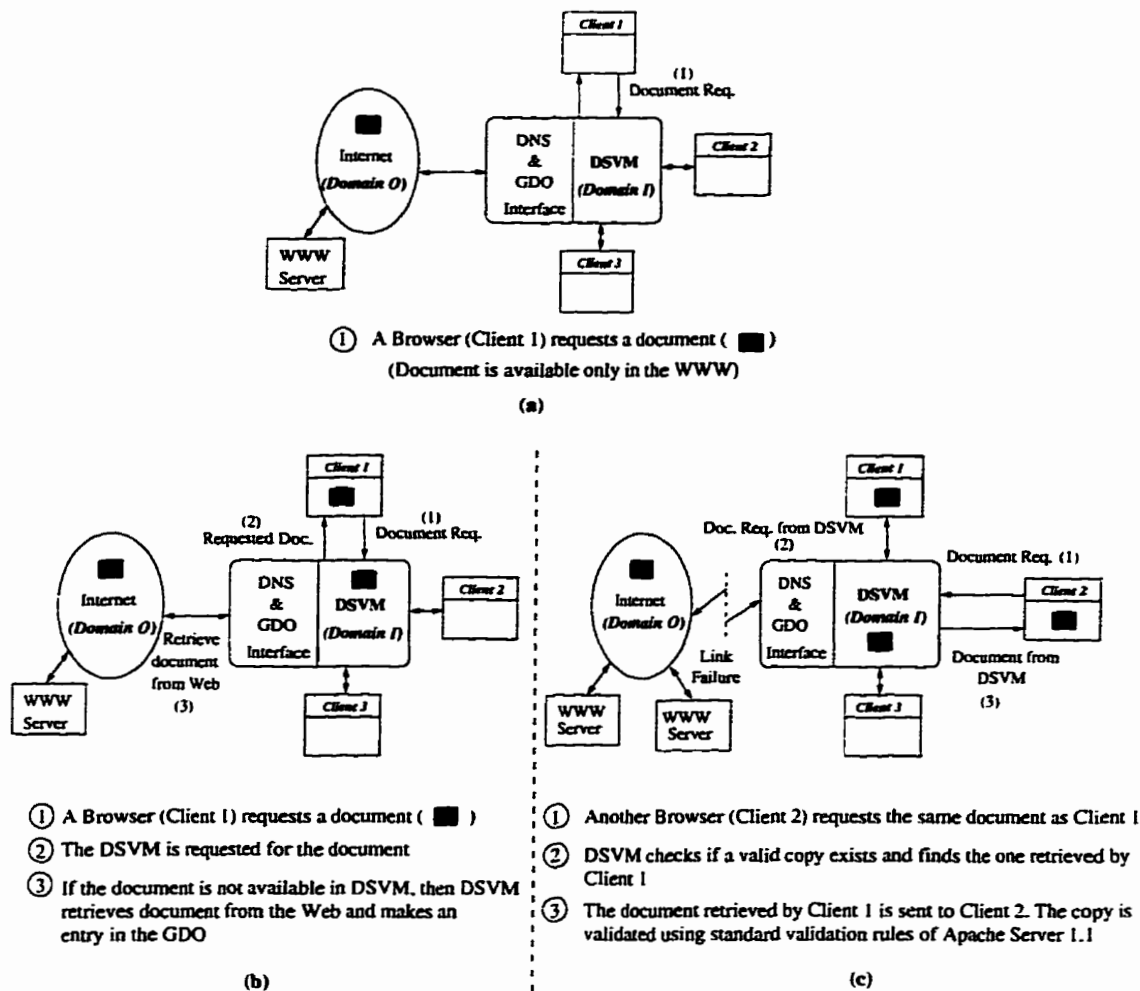 Client 1
(1)
Document Req.
Internet
(Domain O)
DNS
&
GDO
Interface
DSVM
(Domain I)
Client 2
WWW
Server
Client 3
1 A Browser (Client 1) requests a document ( )
(Document is available only in the WWW)
(a)
Client 1
(2)
Requested Doc.
(1)
Document Req.
Internet
(Domain O)
Retrieve
document
from Web
(3)
DNS
&
GDO
Interface
DSVM
(Domain I)
Client 2
WWW
Server
Client 3
1 A Browser (Client 1) requests a document ( )
2 The DSVM is requested for the document
3 If the document is not available in DSVM, then DSVM
retrieves document from the Web and makes an
entry in the GDO
(b)
Client 1
Doc. Req. from DSVM
(2)
Document Req. (1)
Internet
(Domain O)
Link
Failure
DNS
&
GDO
Interface
DSVM
(Domain I)
Client 2
Document from
DSVM
(3)
WWW
Server
WWW
Server
Client 3
1 Another Browser (Client 2) requests the same document as Client 1
2 DSVM checks if a valid copy exists and finds the one retrieved by
Client 1
3 The document retrieved by Client 1 is sent to Client 2. The copy is
validated using standard validation rules of Apache Server 1.1
(c)